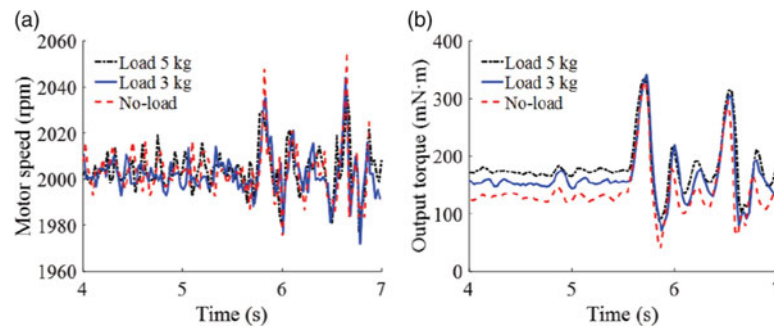 (a)
2060
2040
2020
2000
1980
1960
Motor speed (rpm)
Load 5 kg
Load 3 kg
No-load
4
5
6
7
Time (s)
(b)
400
300
200
100
0
Output torque (mN·m)
Load 5 kg
Load 3 kg
No-load
4
5
6
7
Time (s)